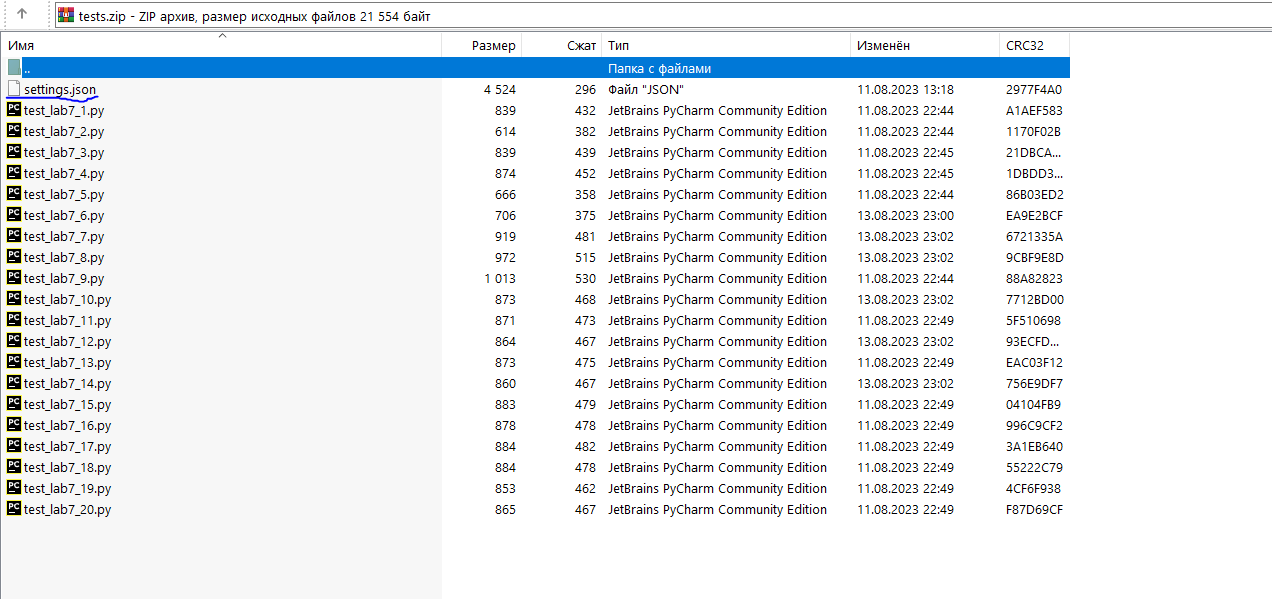 tests.zip - ZIP архив, размер исходных файлов 21 554 байт
Имя Размер Сжат Тип Изменён CRC32
.. Папка с файлами
settings.json 4 524 296 Файл "JSON" 11.08.2023 13:18 2977F4A0
test_lab7_1.py 839 432 JetBrains PyCharm Community Edition 11.08.2023 22:44 A1AEF583
test_lab7_2.py 614 382 JetBrains PyCharm Community Edition 11.08.2023 22:44 1170F02B
test_lab7_3.py 839 439 JetBrains PyCharm Community Edition 11.08.2023 22:45 21DBCA...
test_lab7_4.py 874 452 JetBrains PyCharm Community Edition 11.08.2023 22:45 1DBDD3...
test_lab7_5.py 666 358 JetBrains PyCharm Community Edition 11.08.2023 22:44 86B03ED2
test_lab7_6.py 706 375 JetBrains PyCharm Community Edition 13.08.2023 23:00 EA9E2BCF
test_lab7_7.py 919 481 JetBrains PyCharm Community Edition 13.08.2023 23:02 6721335A
test_lab7_8.py 972 515 JetBrains PyCharm Community Edition 13.08.2023 23:02 9CBF9E8D
test_lab7_9.py 1 013 530 JetBrains PyCharm Community Edition 11.08.2023 22:44 88A82823
test_lab7_10.py 873 468 JetBrains PyCharm Community Edition 13.08.2023 23:02 7712BD00
test_lab7_11.py 871 473 JetBrains PyCharm Community Edition 11.08.2023 22:49 5F510698
test_lab7_12.py 864 467 JetBrains PyCharm Community Edition 13.08.2023 23:02 93ECFD...
test_lab7_13.py 873 475 JetBrains PyCharm Community Edition 11.08.2023 22:49 EAC03F12
test_lab7_14.py 860 467 JetBrains PyCharm Community Edition 13.08.2023 23:02 756E9DF7
test_lab7_15.py 883 479 JetBrains PyCharm Community Edition 11.08.2023 22:49 04104FB9
test_lab7_16.py 878 478 JetBrains PyCharm Community Edition 11.08.2023 22:49 996C9CF2
test_lab7_17.py 884 482 JetBrains PyCharm Community Edition 11.08.2023 22:49 3A1EB640
test_lab7_18.py 884 478 JetBrains PyCharm Community Edition 11.08.2023 22:49 55222C79
test_lab7_19.py 853 462 JetBrains PyCharm Community Edition 11.08.2023 22:49 4CF6F938
test_lab7_20.py 865 467 JetBrains PyCharm Community Edition 11.08.2023 22:49 F87D69CF